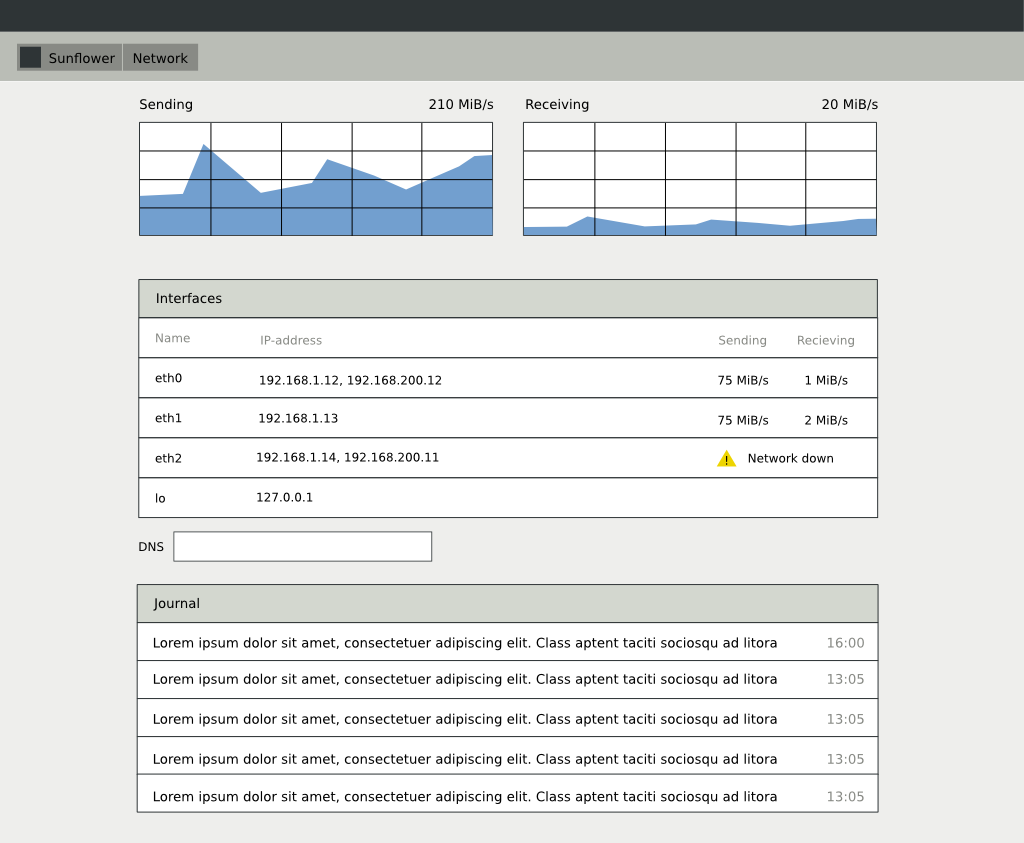 Sunflower Network
Sending 210 MiB/s Receiving 20 MiB/s
Interfaces
Name IP-address Sending Recieving
eth0 192.168.1.12, 192.168.200.12 75 MiB/s 1 MiB/s
eth1 192.168.1.13 75 MiB/s 2 MiB/s
eth2 192.168.1.14, 192.168.200.11 ! Network down
lo 127.0.0.1
DNS
Journal
Lorem ipsum dolor sit amet, consectetuer adipiscing elit. Class aptent taciti sociosqu ad litora 16:00
Lorem ipsum dolor sit amet, consectetuer adipiscing elit. Class aptent taciti sociosqu ad litora 13:05
Lorem ipsum dolor sit amet, consectetuer adipiscing elit. Class aptent taciti sociosqu ad litora 13:05
Lorem ipsum dolor sit amet, consectetuer adipiscing elit. Class aptent taciti sociosqu ad litora 13:05
Lorem ipsum dolor sit amet, consectetuer adipiscing elit. Class aptent taciti sociosqu ad litora 13:05